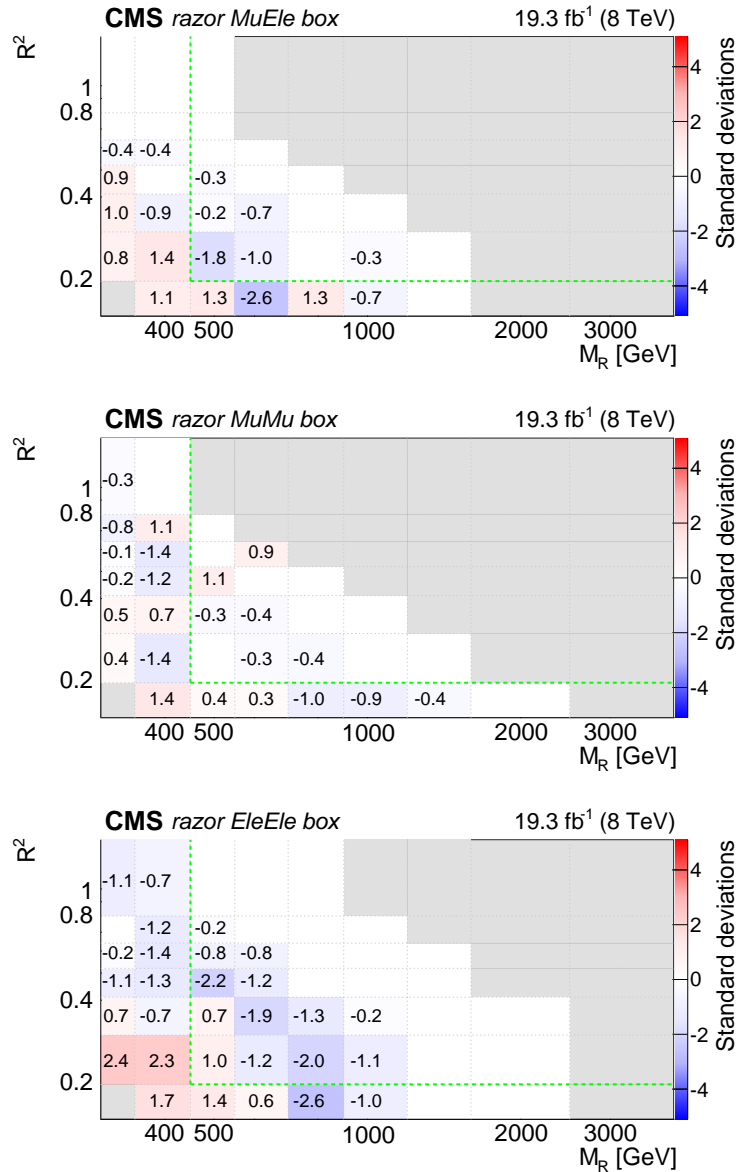 CMS razor MuEle box 19.3 fb⁻¹ (8 TeV)
R²
1
0.8
0.4
0.2
-0.4 -0.4
0.9 -0.3
1.0 -0.9 -0.2 -0.7
0.8 1.4 -1.8 -1.0 -0.3
1.1 1.3 -2.6 1.3 -0.7
400 500 1000 2000 3000
M_R [GeV]
4
2
0
-2
-4
Standard deviations
CMS razor MuMu box 19.3 fb⁻¹ (8 TeV)
R²
1
0.8
0.4
0.2
-0.3
-0.8 1.1
-0.1 -1.4 0.9
-0.2 -1.2 1.1
0.5 0.7 -0.3 -0.4
0.4 -1.4 -0.3 -0.4
1.4 0.4 0.3 -1.0 -0.9 -0.4
400 500 1000 2000 3000
M_R [GeV]
4
2
0
-2
-4
Standard deviations
CMS razor EleEle box 19.3 fb⁻¹ (8 TeV)
R²
1
0.8
0.4
0.2
-1.1 -0.7
-1.2 -0.2
-0.2 -1.4 -0.8 -0.8
-1.1 -1.3 -2.2 -1.2
0.7 -0.7 0.7 -1.9 -1.3 -0.2
2.4 2.3 1.0 -1.2 -2.0 -1.1
1.7 1.4 0.6 -2.6 -1.0
400 500 1000 2000 3000
M_R [GeV]
4
2
0
-2
-4
Standard deviations